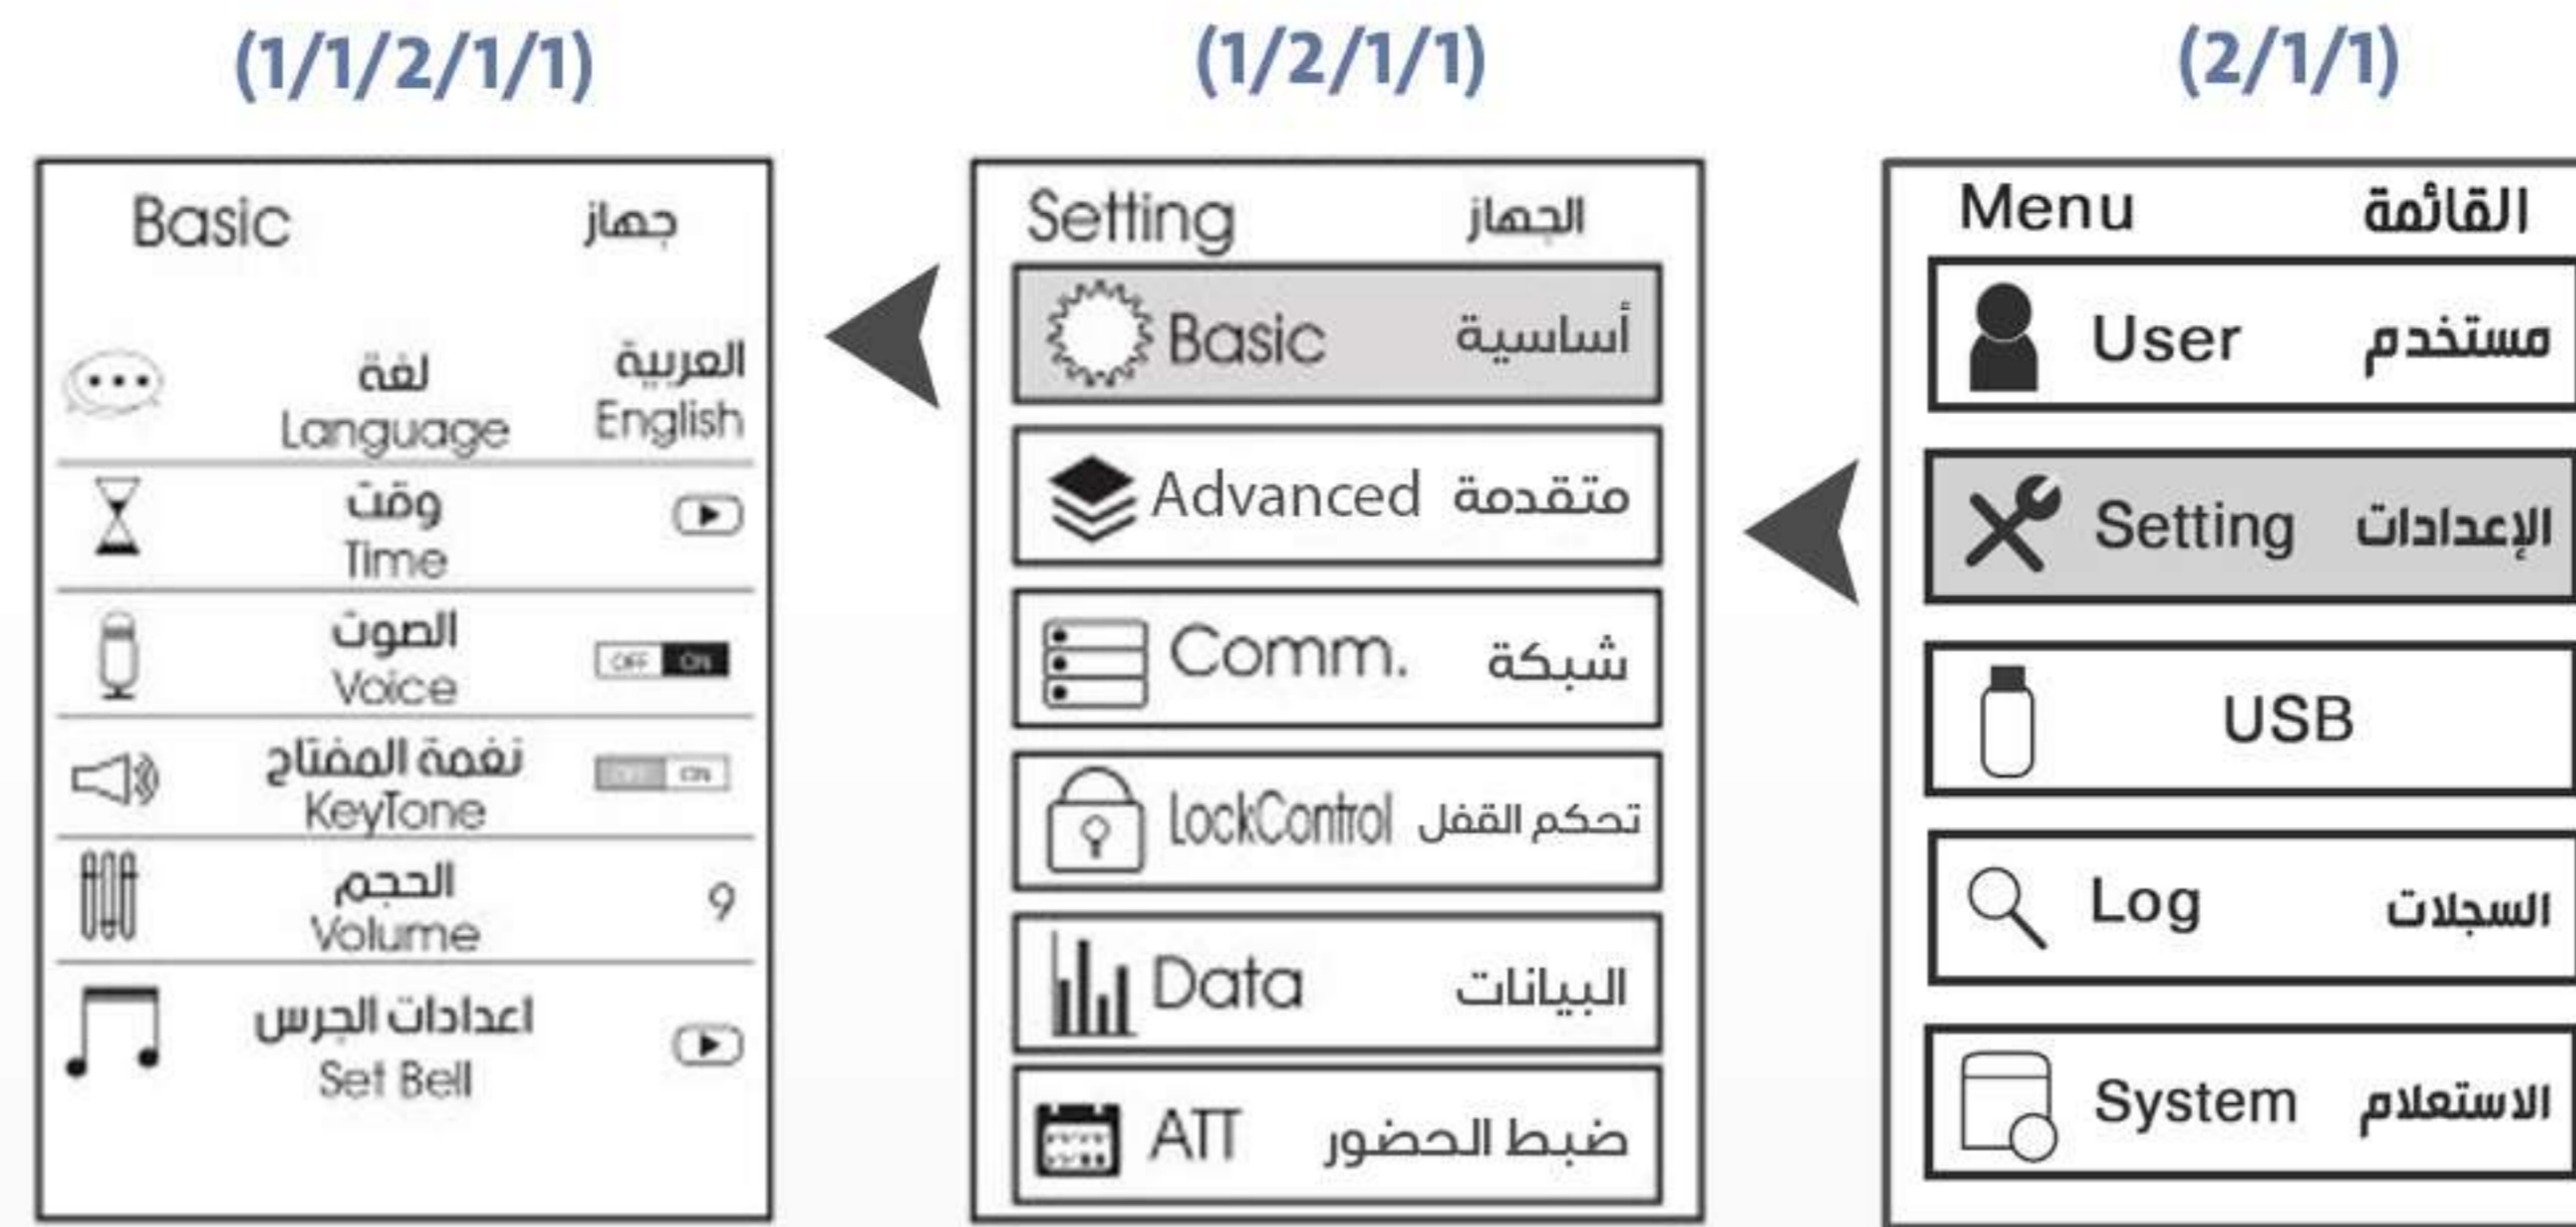 (2/1/1)
Menu القائمة
User مستخدم
Setting الإعدادات
USB
Log السجلات
System الاستعلام
(1/2/1/1)
Setting الجهاز
Basic أساسية
Advanced متقدمة
Comm. شبكة
LockControl تحكم القفل
Data البيانات
ATT ضبط الحضور
(1/1/2/1/1)
Basic جهاز
لغة العربية
Language English
وقت
Time
الصوت
Voice
OFF ON
نغمة المفتاح
KeyTone
OFF ON
الحجم
Volume
9
اعدادات الجرس
Set Bell